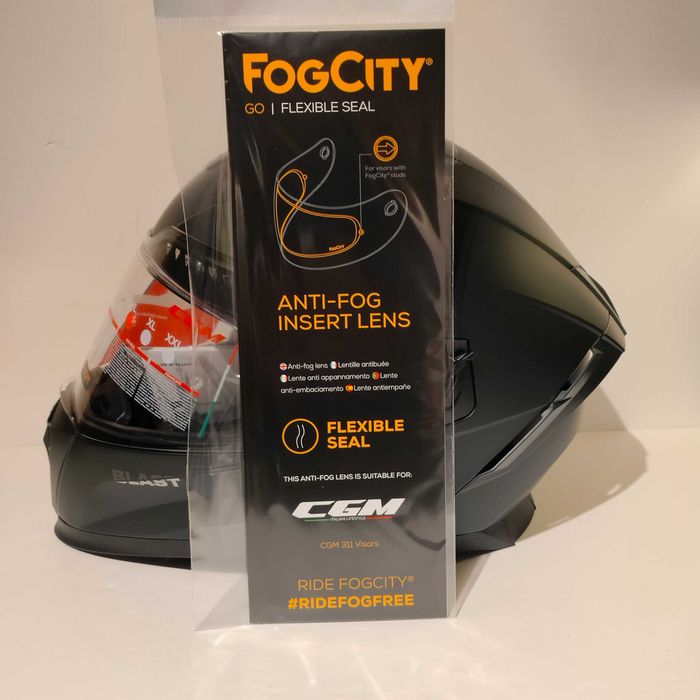 FOGCITY®
GO | FLEXIBLE SEAL
For visors with
FogCity® studs
FOGCITY
ANTI-FOG
INSERT LENS
Anti-fog lens Lentille antibuée
Lente anti appannamento Lente
anti-embaciamento Lente antiempañe
FLEXIBLE
SEAL
THIS ANTI-FOG LENS IS SUITABLE FOR:
CGM
ITALIAN LIFESTYLE
CGM 311 Visors
RIDE FOGCITY®
#RIDEFOGFREE
XL
XXL
BLAST